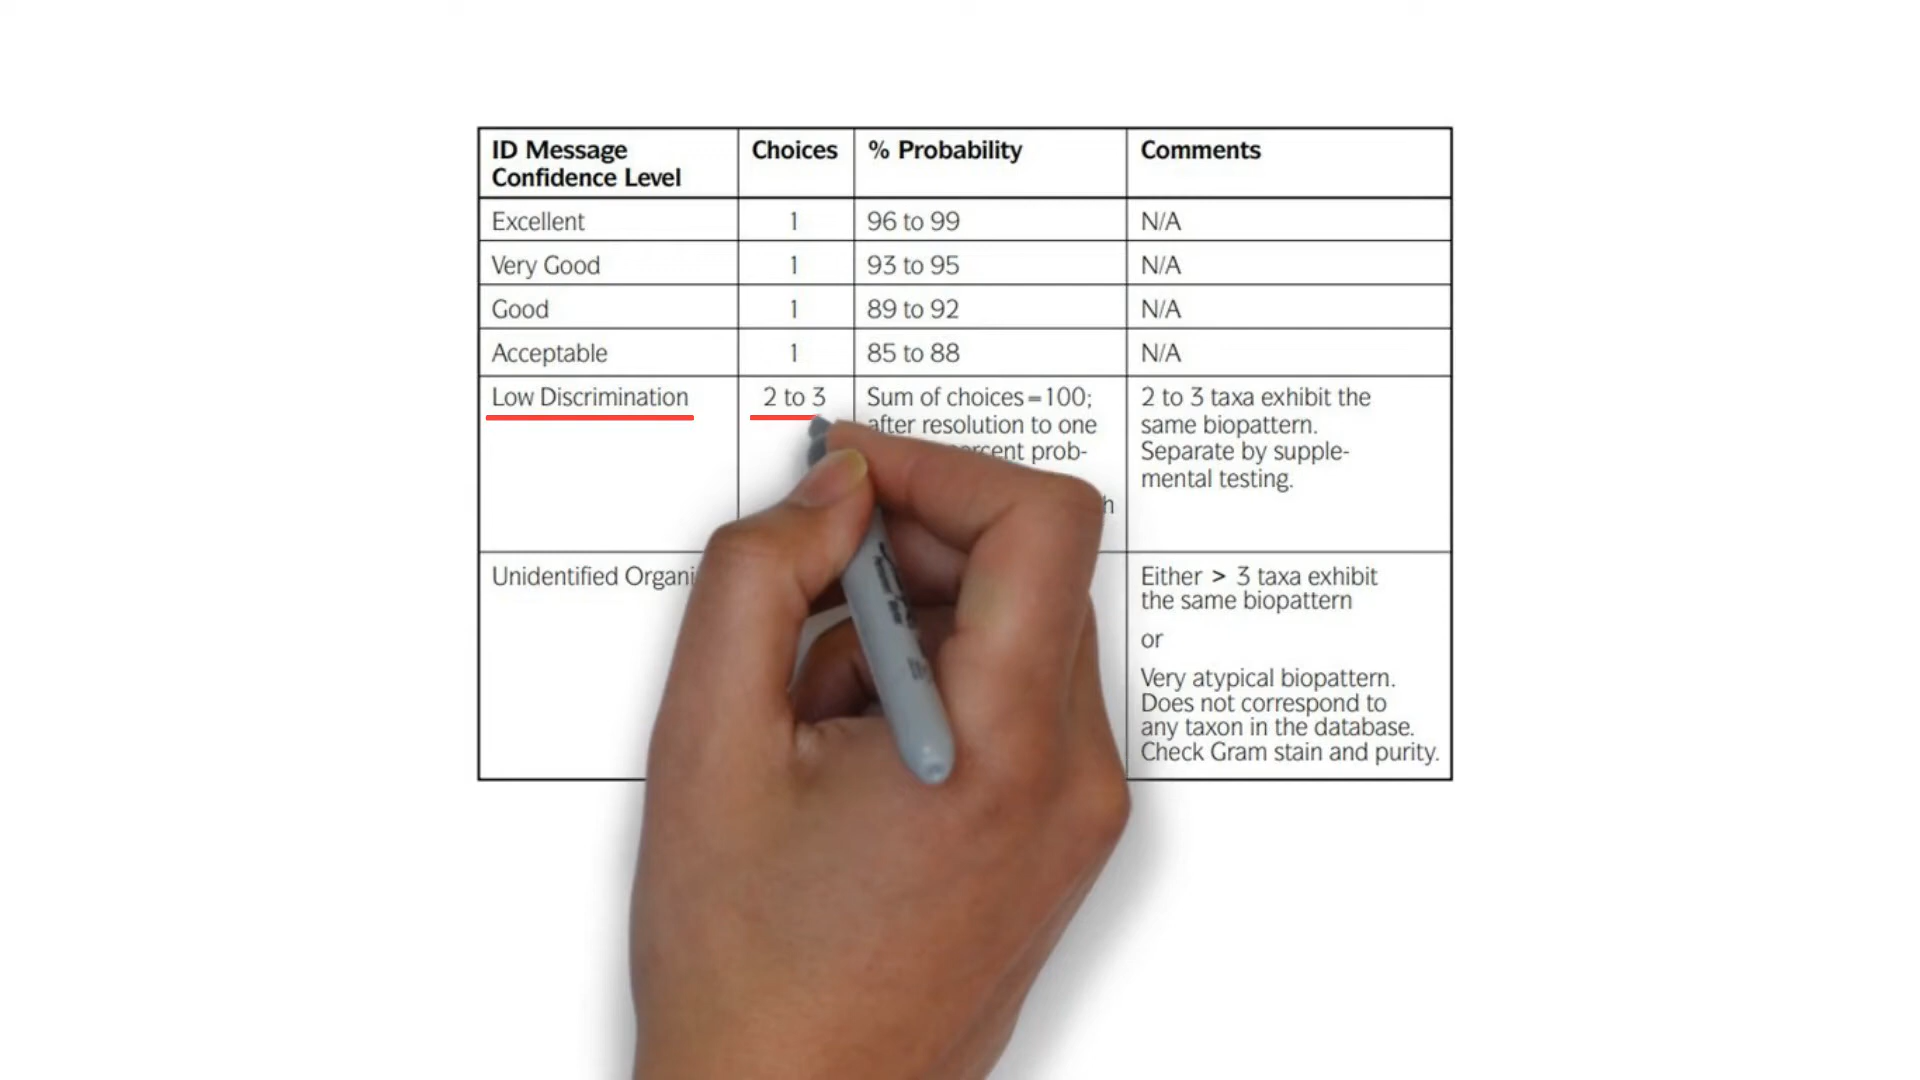 ID Message Choices % Probability Comments
Confidence Level
Excellent 1 96 to 99 N/A
Very Good 1 93 to 95 N/A
Good 1 89 to 92 N/A
Acceptable 1 85 to 88 N/A
Low Discrimination 2 to 3 Sum of choices=100; 2 to 3 taxa exhibit the
after resolution to one same biopattern.
prob- Separate by supple-
mental testing.
Unidentified Either > 3 taxa exhibit
the same biopattern
or
Very atypical biopattern.
Does not correspond to
any taxon in the database.
Check Gram stain and purity.